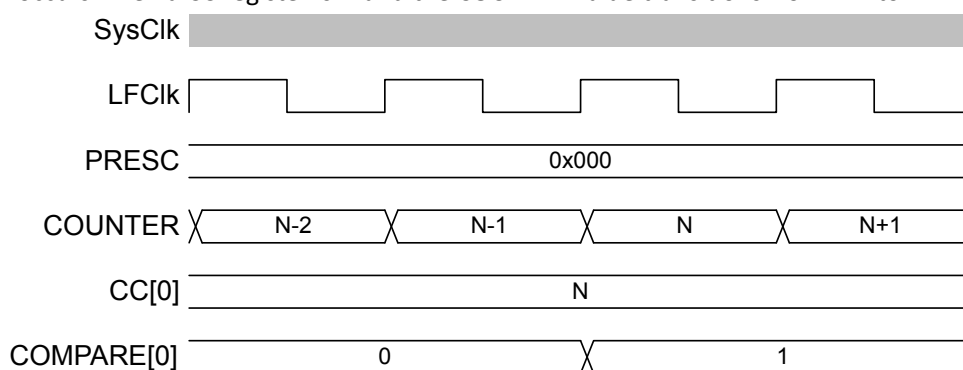 SysClk
LFClk
PRESC 0x000
COUNTER N-2 N-1 N N+1
CC[0] N
COMPARE[0] 0 1